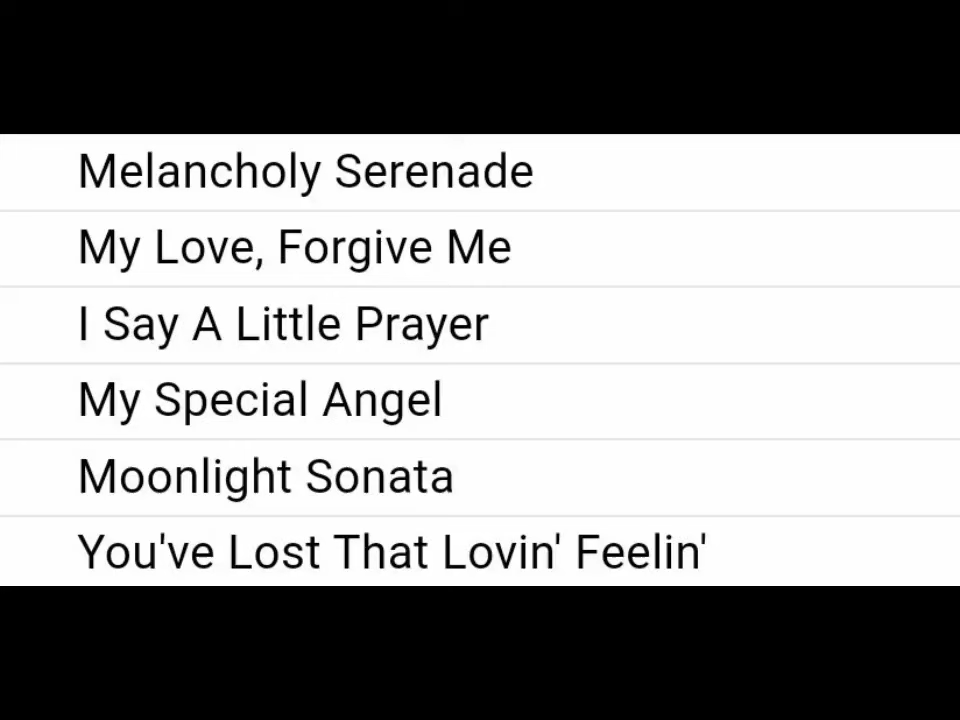 Melancholy Serenade
My Love, Forgive Me
I Say A Little Prayer
My Special Angel
Moonlight Sonata
You've Lost That Lovin' Feelin'